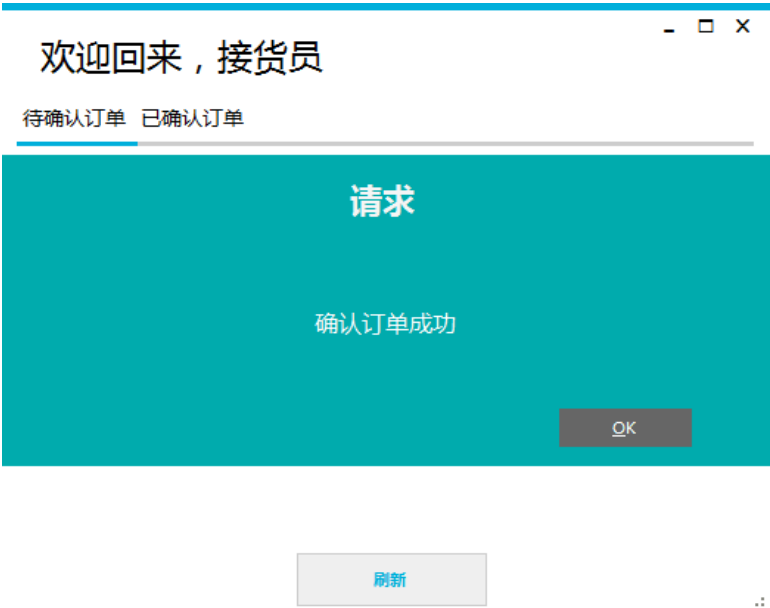 欢迎回来，接货员
待确认订单 已确认订单
请求
确认订单成功
OK
刷新